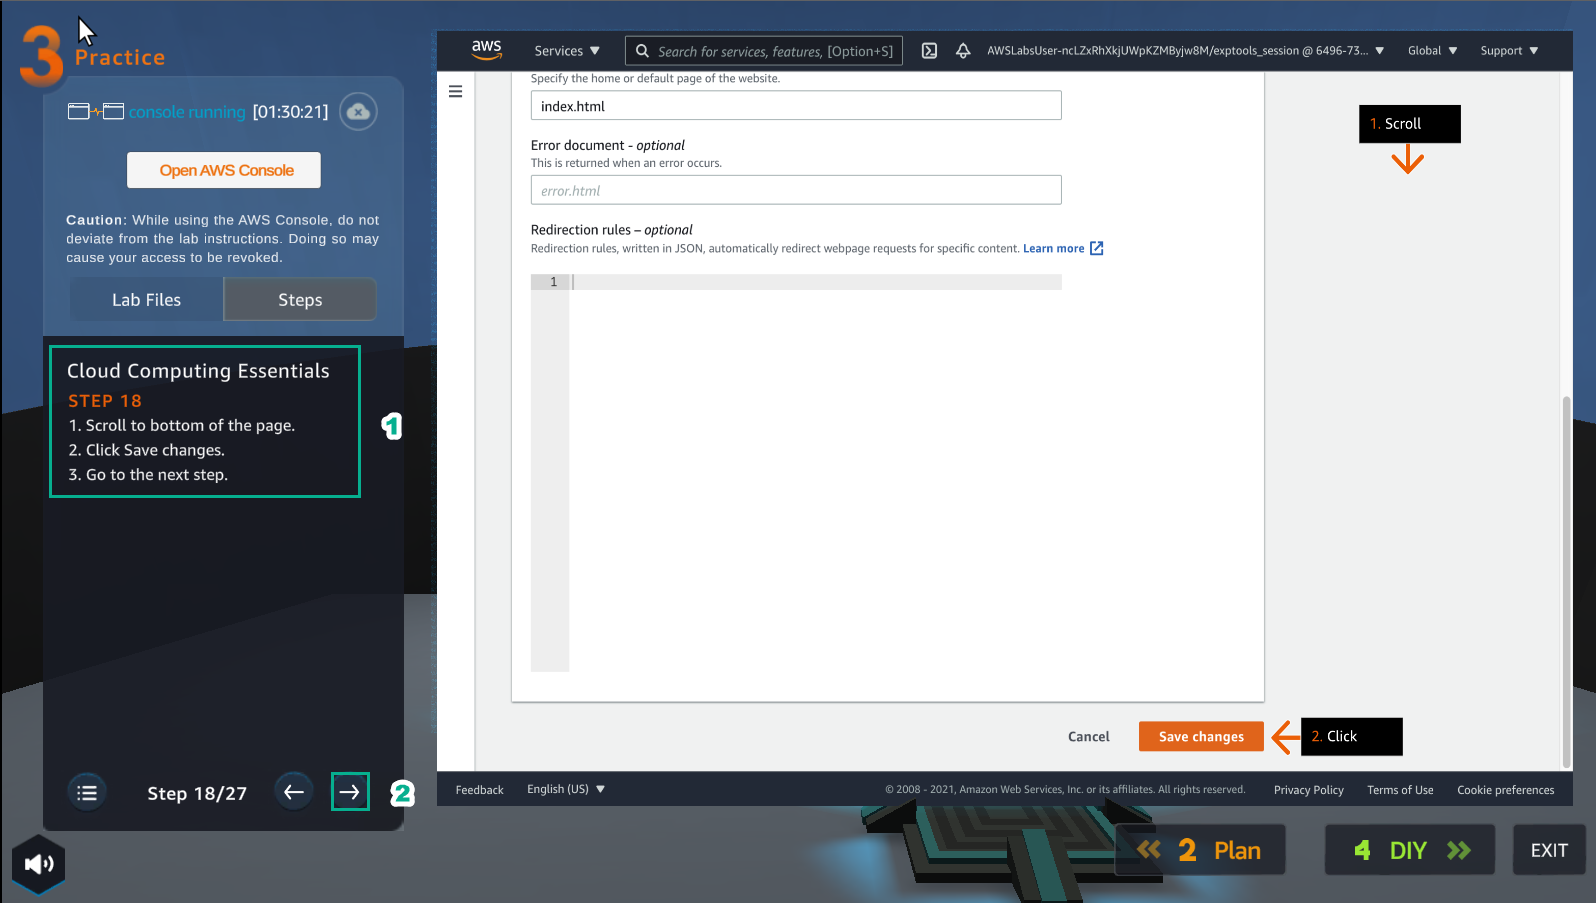 3 Practice
console running [01:30:21]
Open AWS Console
Caution: While using the AWS Console, do not
deviate from the lab instructions. Doing so may
cause your access to be revoked.
Lab Files
Steps
Cloud Computing Essentials
STEP 18
1. Scroll to bottom of the page.
2. Click Save changes.
3. Go to the next step.
1
Step 18/27
2
aws
Services ▼
Search for services, features, [Option+S]
AWSLabsUser-ncLZxRhXkjUWpKZMByjw8M/exptools_session @ 6496-73... ▼
Global ▼
Support ▼
Specify the home or default page of the website.
index.html
Error document - optional
This is returned when an error occurs.
error.html
Redirection rules – optional
Redirection rules, written in JSON, automatically redirect webpage requests for specific content. Learn more
1
1. Scroll
Cancel
Save changes
2. Click
Feedback
English (US) ▼
© 2008 - 2021, Amazon Web Services, Inc. or its affiliates. All rights reserved.
Privacy Policy
Terms of Use
Cookie preferences
2 Plan
4 DIY
EXIT